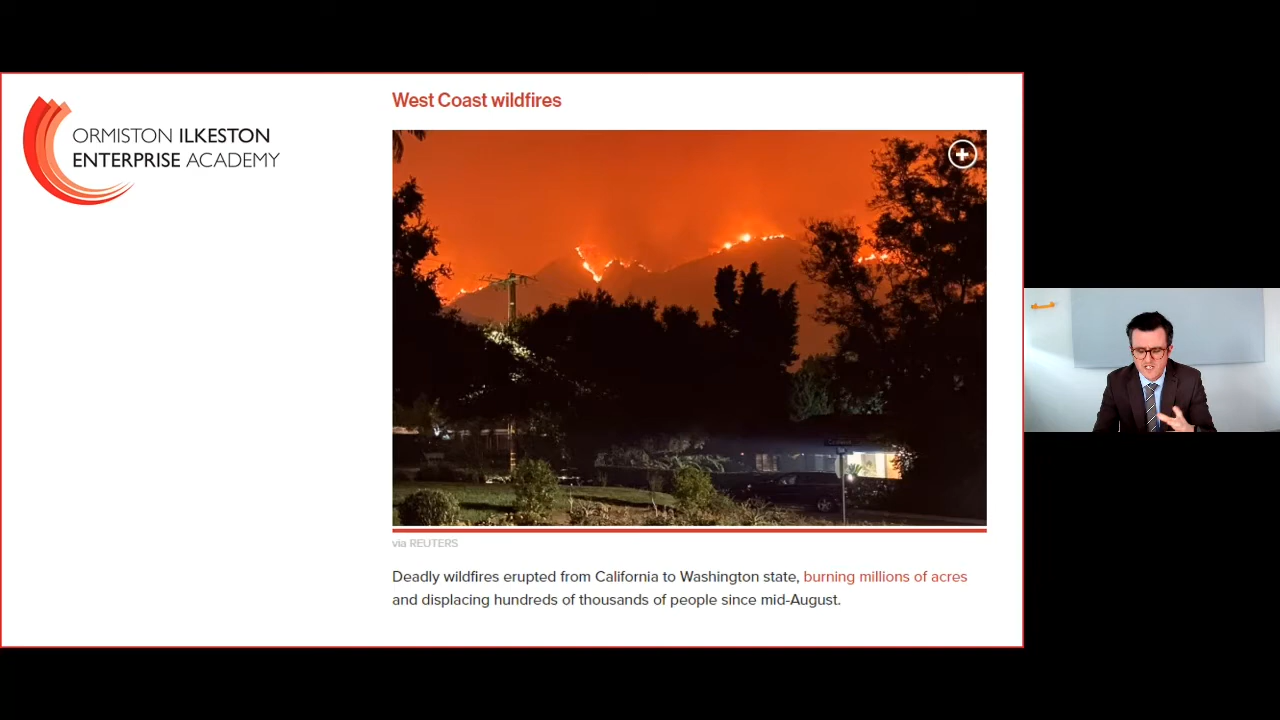 West Coast wildfires
ORMISTON ILKESTON
ENTERPRISE ACADEMY
via REUTERS
Deadly wildfires erupted from California to Washington state, burning millions of acres
and displacing hundreds of thousands of people since mid-August.